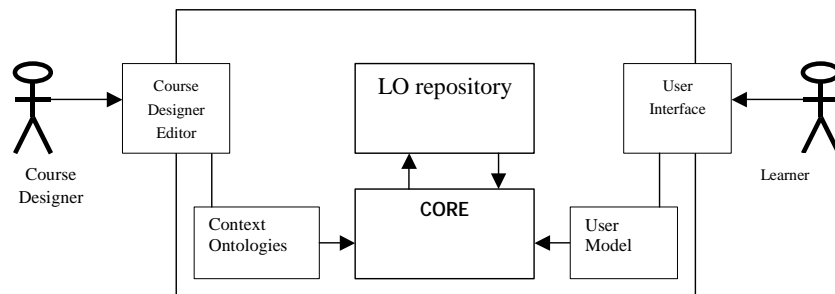 Course
Designer
Editor
LO repository
User
Interface
Course
Designer
Learner
Context
Ontologies
CORE
User
Model